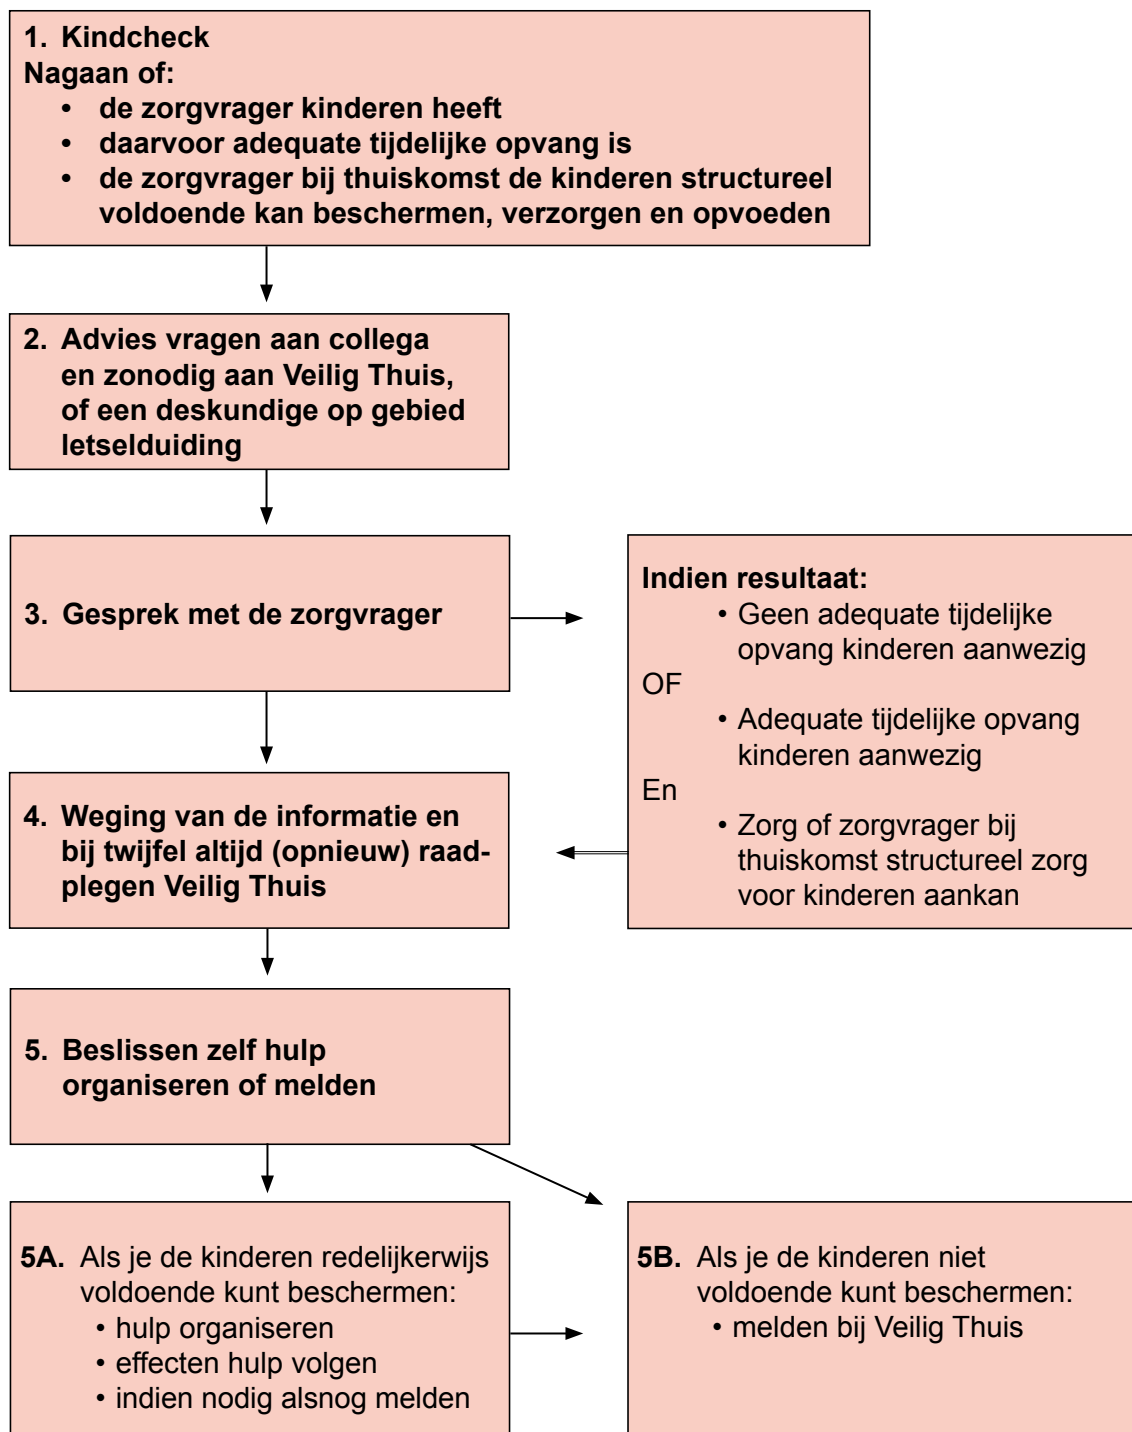 1. Kindcheck
Nagaan of:
• de zorgvrager kinderen heeft
• daarvoor adequate tijdelijke opvang is
• de zorgvrager bij thuiskomst de kinderen structureel
voldoende kan beschermen, verzorgen en opvoeden
2. Advies vragen aan collega
en zonodig aan Veilig Thuis,
of een deskundige op gebied
letselduiding
3. Gesprek met de zorgvrager
Indien resultaat:
• Geen adequate tijdelijke
opvang kinderen aanwezig
OF
• Adequate tijdelijke opvang
kinderen aanwezig
En
• Zorg of zorgvrager bij
thuiskomst structureel zorg
voor kinderen aankan
4. Weging van de informatie en
bij twijfel altijd (opnieuw) raad-
plegen Veilig Thuis
5. Beslissen zelf hulp
organiseren of melden
5A. Als je de kinderen redelijkerwijs
voldoende kunt beschermen:
• hulp organiseren
• effecten hulp volgen
• indien nodig alsnog melden
5B. Als je de kinderen niet
voldoende kunt beschermen:
• melden bij Veilig Thuis